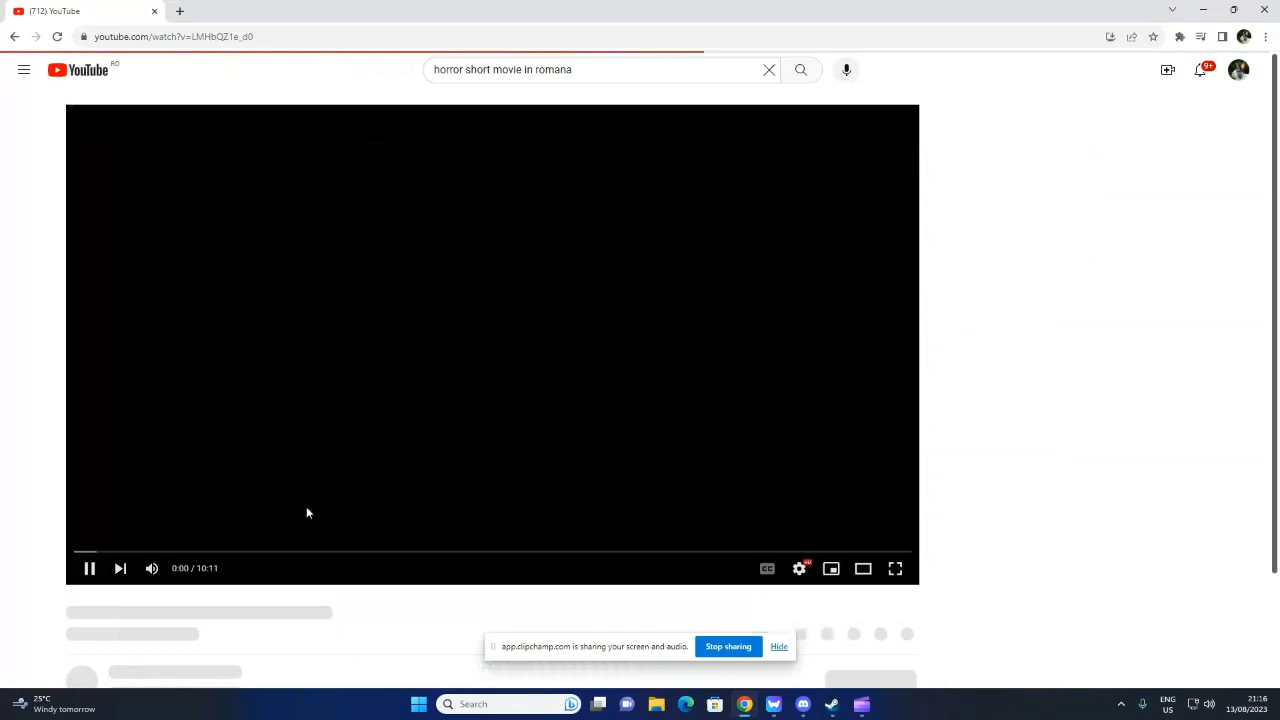 (712) YouTube
youtube.com/watch?v=LMHbQZ1e_d0
YouTube RO
horror short movie in romana
9+
0:00 / 10:11
CC
HD
app.clipchamp.com is sharing your screen and audio.
Stop sharing
Hide
25°C
Windy tomorrow
Search
ENG
US
21:16
13/08/2023